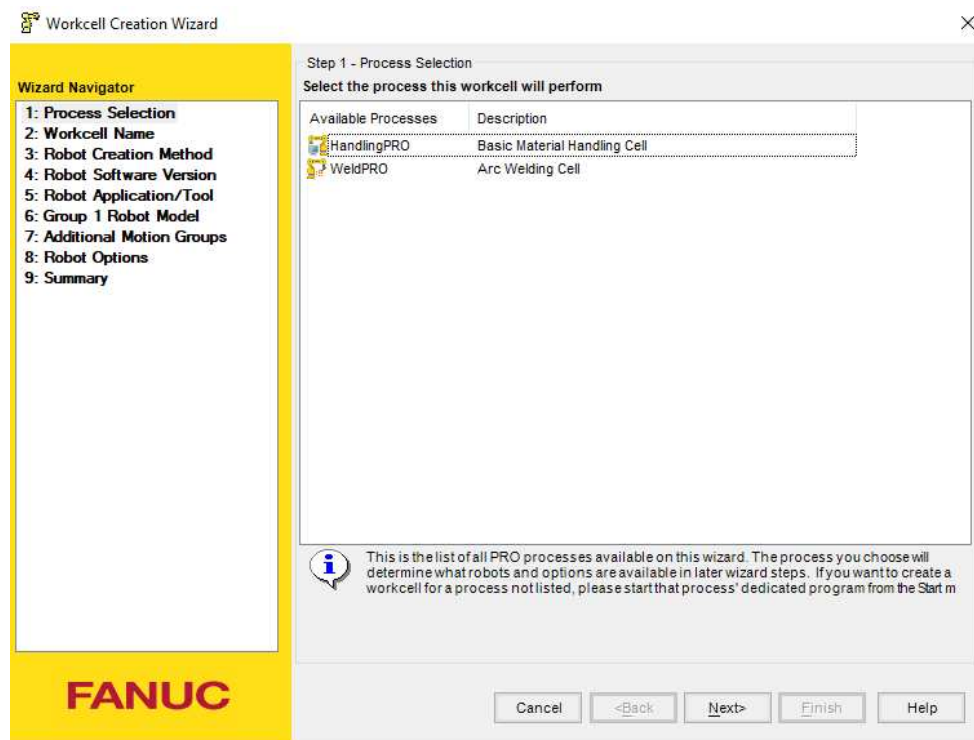 Workcell Creation Wizard
Wizard Navigator
1: Process Selection
2: Workcell Name
3: Robot Creation Method
4: Robot Software Version
5: Robot Application/Tool
6: Group 1 Robot Model
7: Additional Motion Groups
8: Robot Options
9: Summary
FANUC
Step 1 - Process Selection
Select the process this workcell will perform
Available Processes Description
HandlingPRO Basic Material Handling Cell
WeldPRO Arc Welding Cell
This is the list of all PRO processes available on this wizard. The process you choose will
determine what robots and options are available in later wizard steps. If you want to create a
workcell for a process not listed, please start that process' dedicated program from the Start m
Cancel <Back Next> Finish Help